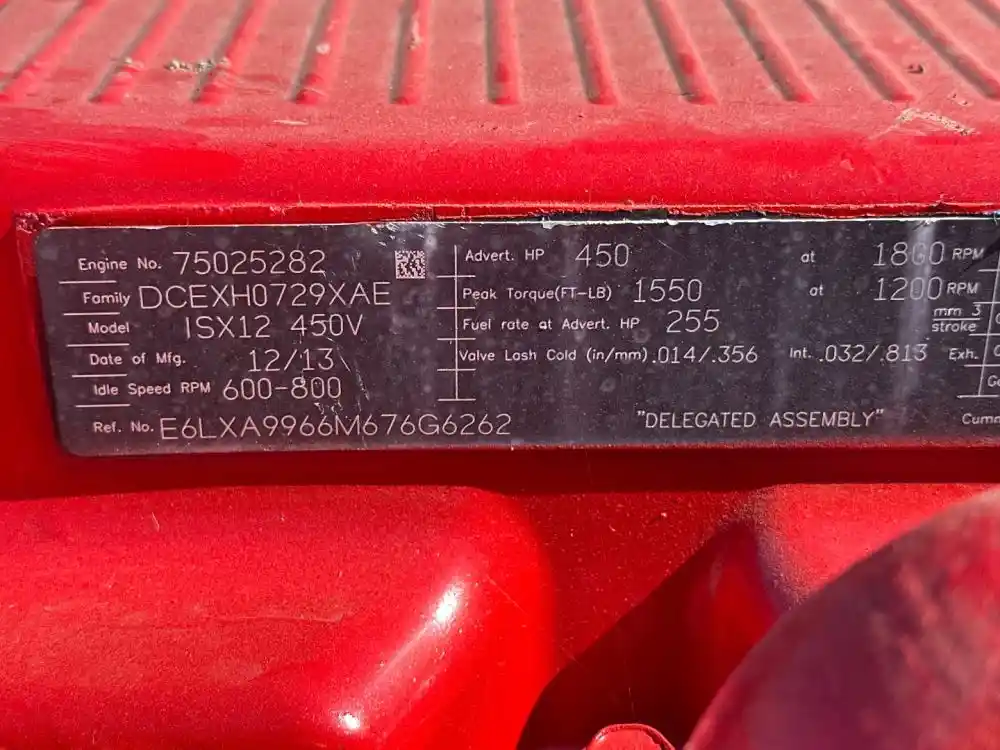 Engine No. 75025282 Advert. HP 450 at 1800 RPM
Family DCEXH0729XAE Peak Torque(FT-LB) 1550 at 1200 RPM
Model ISX12 450V Fuel rate at Advert. HP 255 mm 3 stroke
Date of Mfg. 12/13 Valve Lash Cold (in/mm) .014/.356 Int. .032/.813 Exh.
Idle Speed RPM 600-800
Ref. No. E6LXA9966M676G6262 "DELEGATED ASSEMBLY"